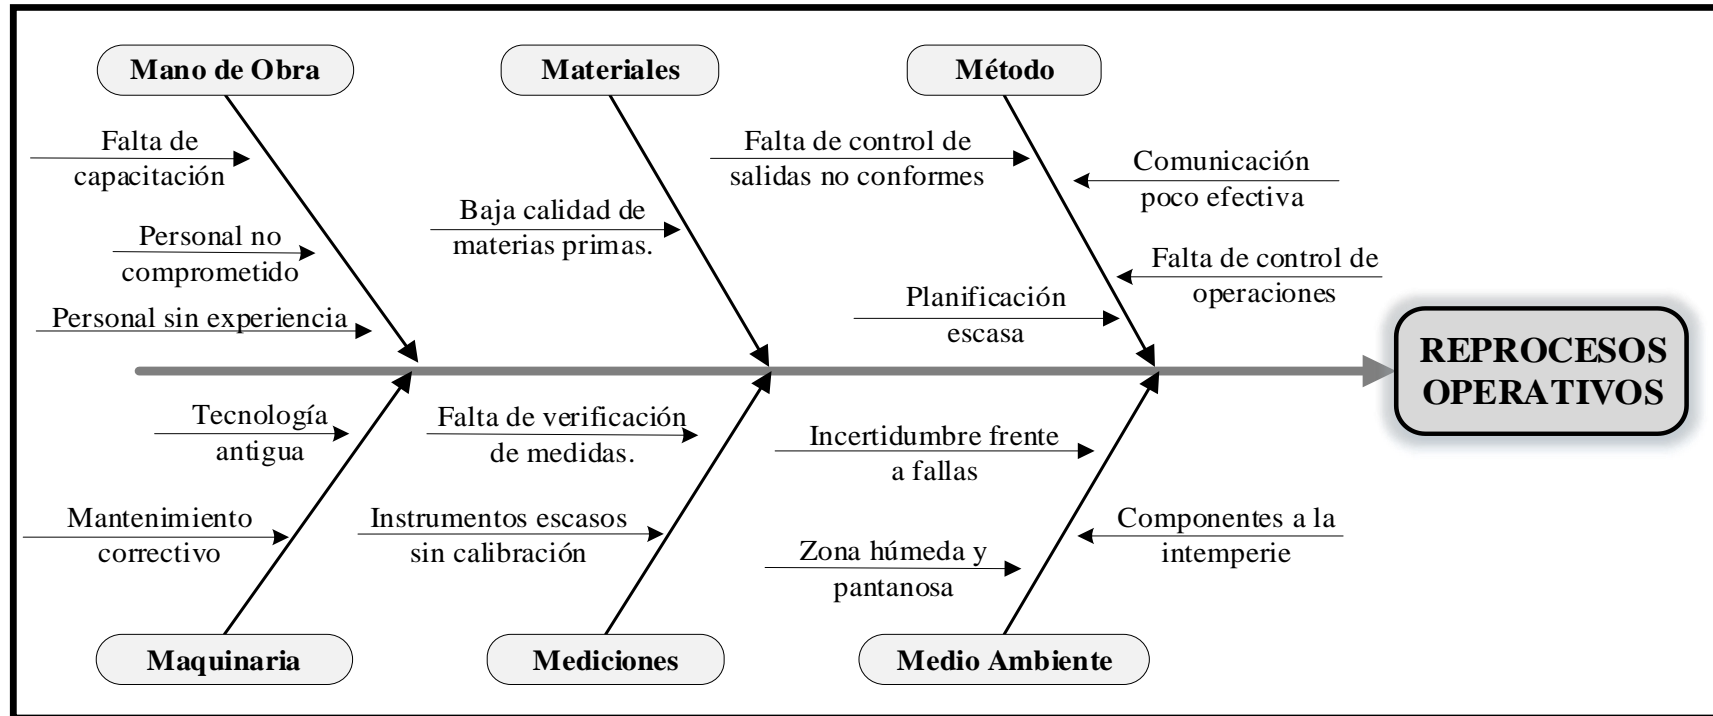 Mano de Obra
Falta de
capacitación
Personal no
comprometido
Personal sin experiencia
Materiales
Baja calidad de
materias primas.
Método
Falta de control de
salidas no conformes
Comunicación
poco efectiva
Falta de control de
operaciones
Planificación
escasa
REPROCESOS
OPERATIVOS
Tecnología
antigua
Mantenimiento
correctivo
Maquinaria
Falta de verificación
de medidas.
Instrumentos escasos
sin calibración
Mediciones
Incertidumbre frente
a fallas
Componentes a la
intemperie
Zona húmeda y
pantanosa
Medio Ambiente